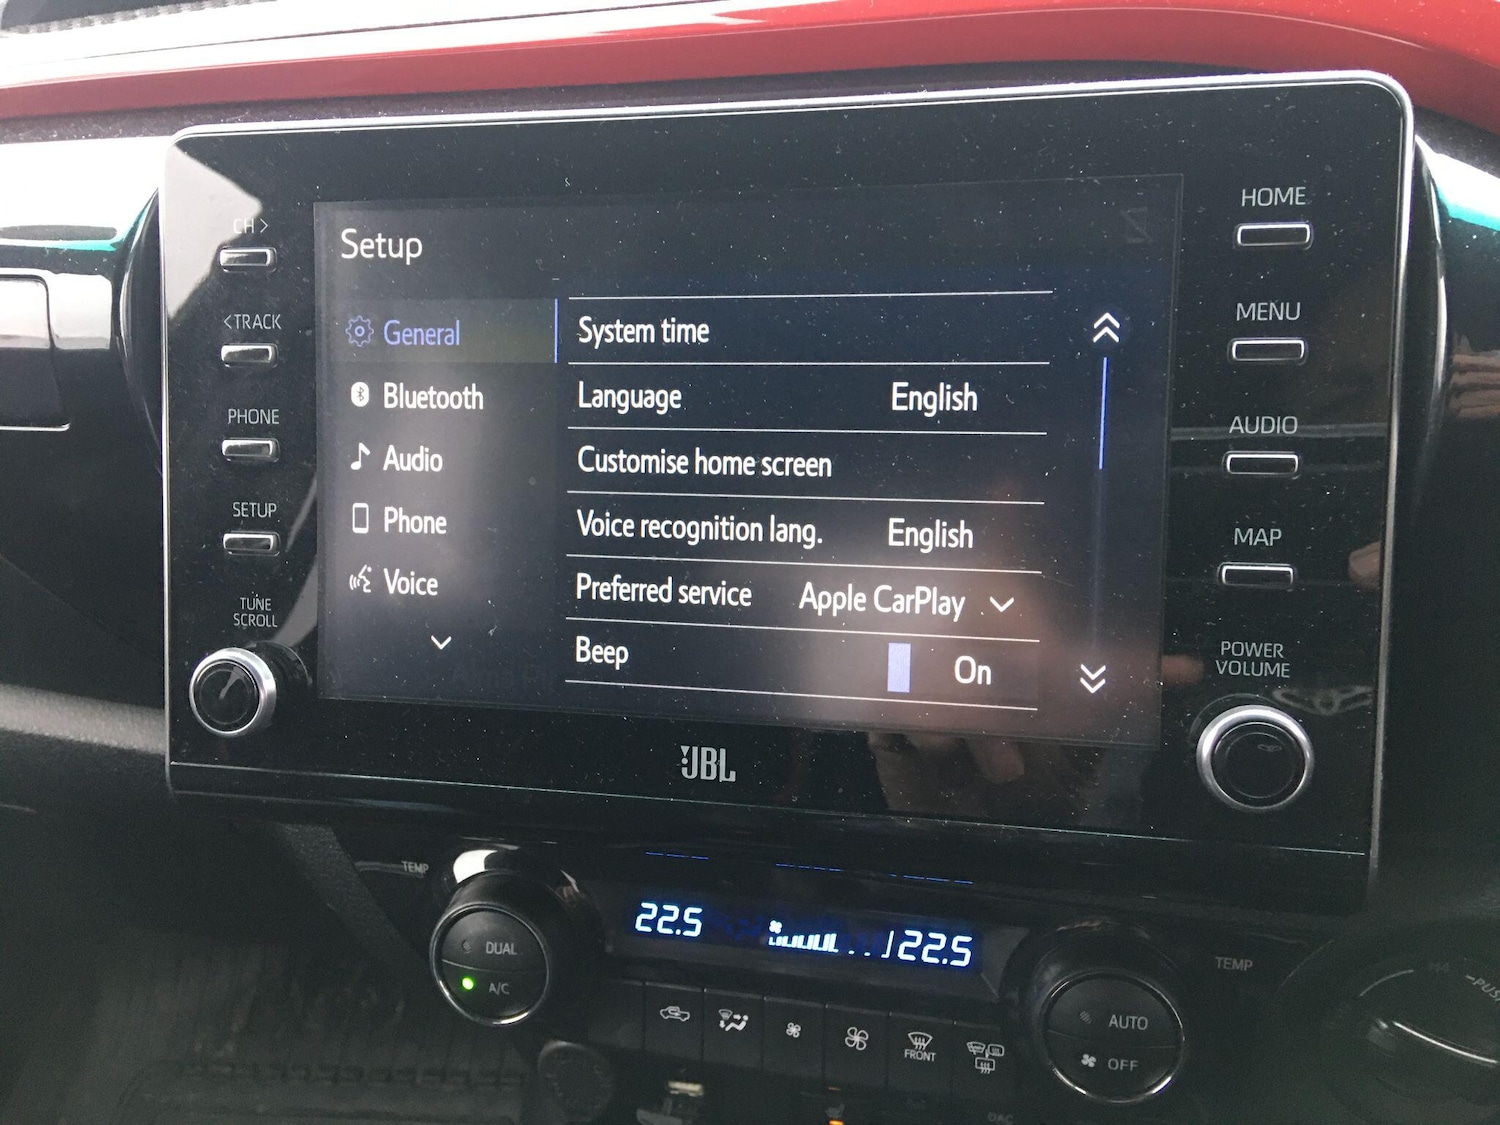 CH >
< TRACK
PHONE
SETUP
TUNE
SCROLL
Setup
General
Bluetooth
Audio
Phone
Voice
System time
Language English
Customise home screen
Voice recognition lang. English
Preferred service Apple CarPlay
Beep On
HOME
MENU
AUDIO
MAP
POWER
VOLUME
JBL
TEMP
DUAL
A/C
22.5
22.5
FRONT
TEMP
AUTO
OFF